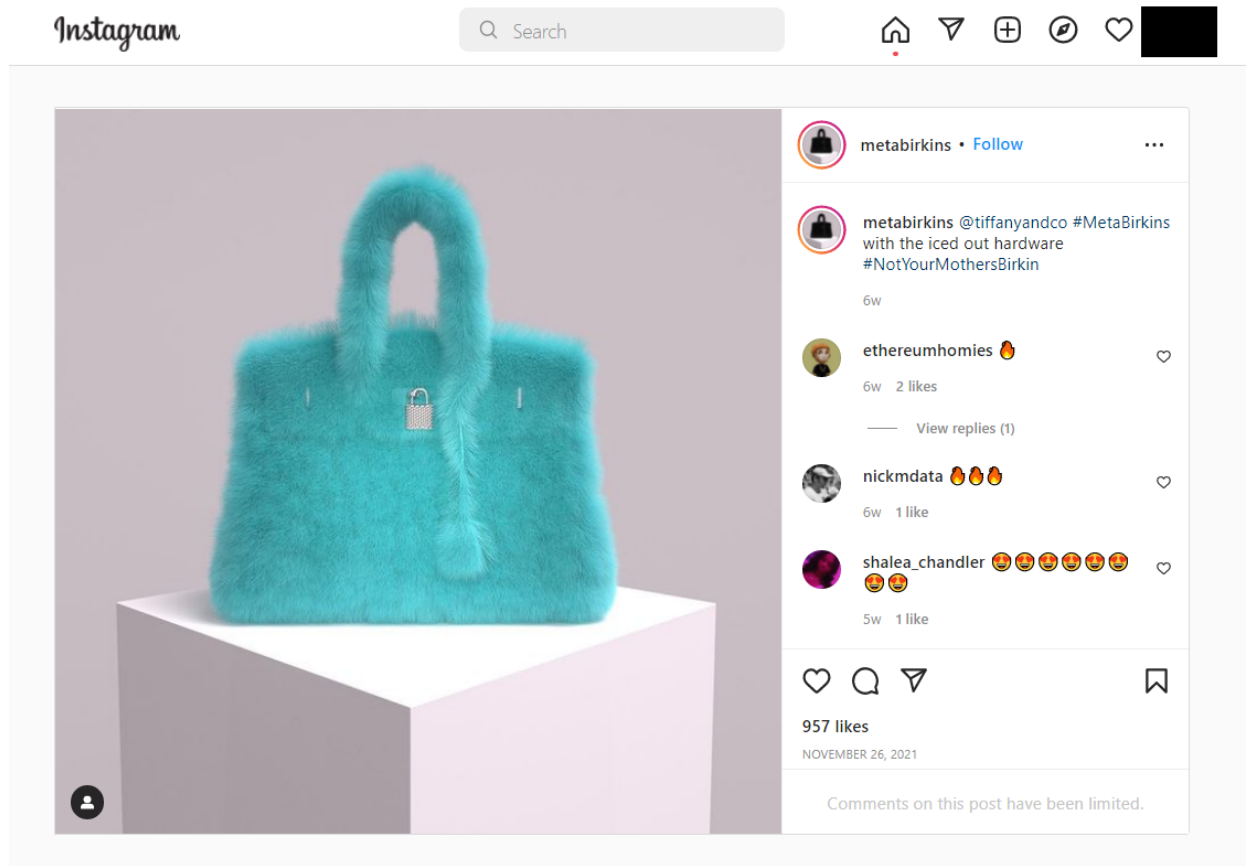 Instagram
Search
metabirkins • Follow
metabirkins @tiffanyandco #MetaBirkins
with the iced out hardware
#NotYourMothersBirkin
6w
ethereumhomies 🔥
6w 2 likes
View replies (1)
nickmdata 🔥🔥🔥
6w 1 like
shalea_chandler 😍😍😍😍😍😍
😍😍
5w 1 like
957 likes
NOVEMBER 26, 2021
Comments on this post have been limited.